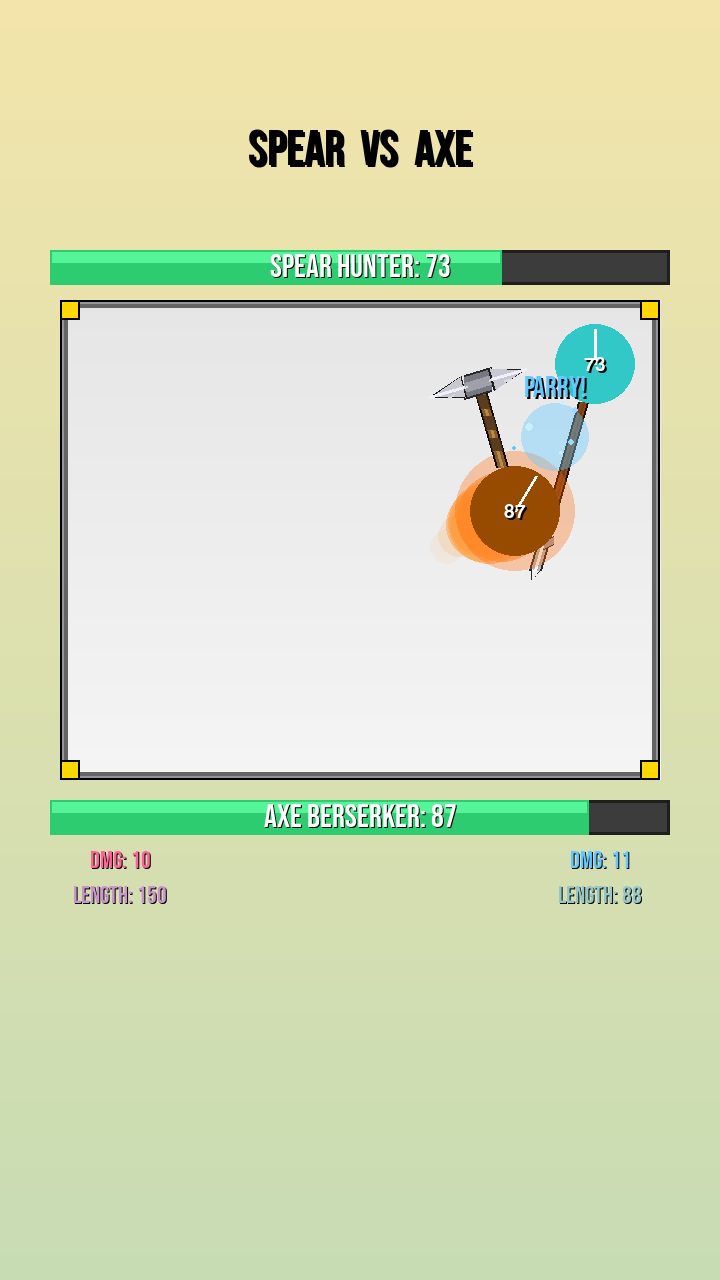 SPEAR VS AXE
SPEAR HUNTER: 73
73
PARRY!
87
AXE BERSERKER: 87
DMG: 10
DMG: 11
LENGTH: 150
LENGTH: 88